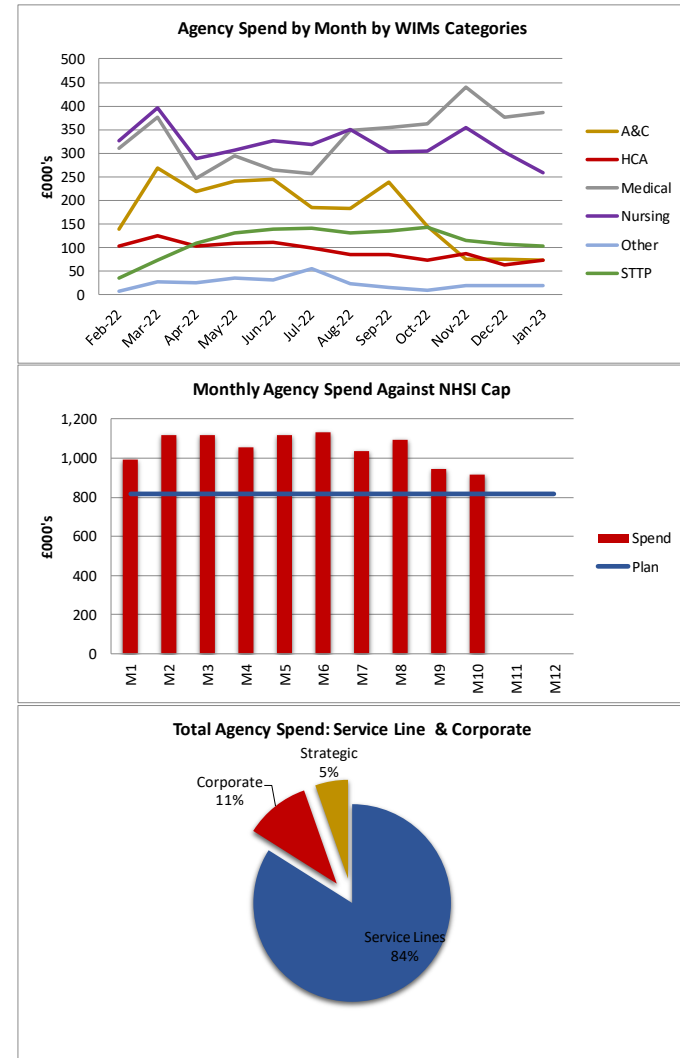 Agency Spend by Month by WIMs Categories
500
450
400
350
300
250
200
150
100
50
0
£000's
Feb-22
Mar-22
Apr-22
May-22
Jun-22
Jul-22
Aug-22
Sep-22
Oct-22
Nov-22
Dec-22
Jan-23
A&C
HCA
Medical
Nursing
Other
STTP
Monthly Agency Spend Against NHSI Cap
1,200
1,000
800
600
400
200
0
£000's
M1
M2
M3
M4
M5
M6
M7
M8
M9
M10
M11
M12
Spend
Plan
Total Agency Spend: Service Line & Corporate
Strategic
5%
Corporate
11%
Service Lines
84%